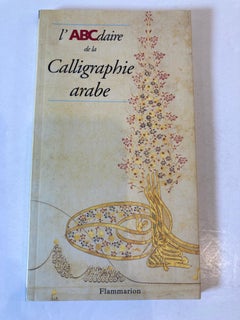 l'ABCdaire
de la
Calligraphie
arabe
Flammarion